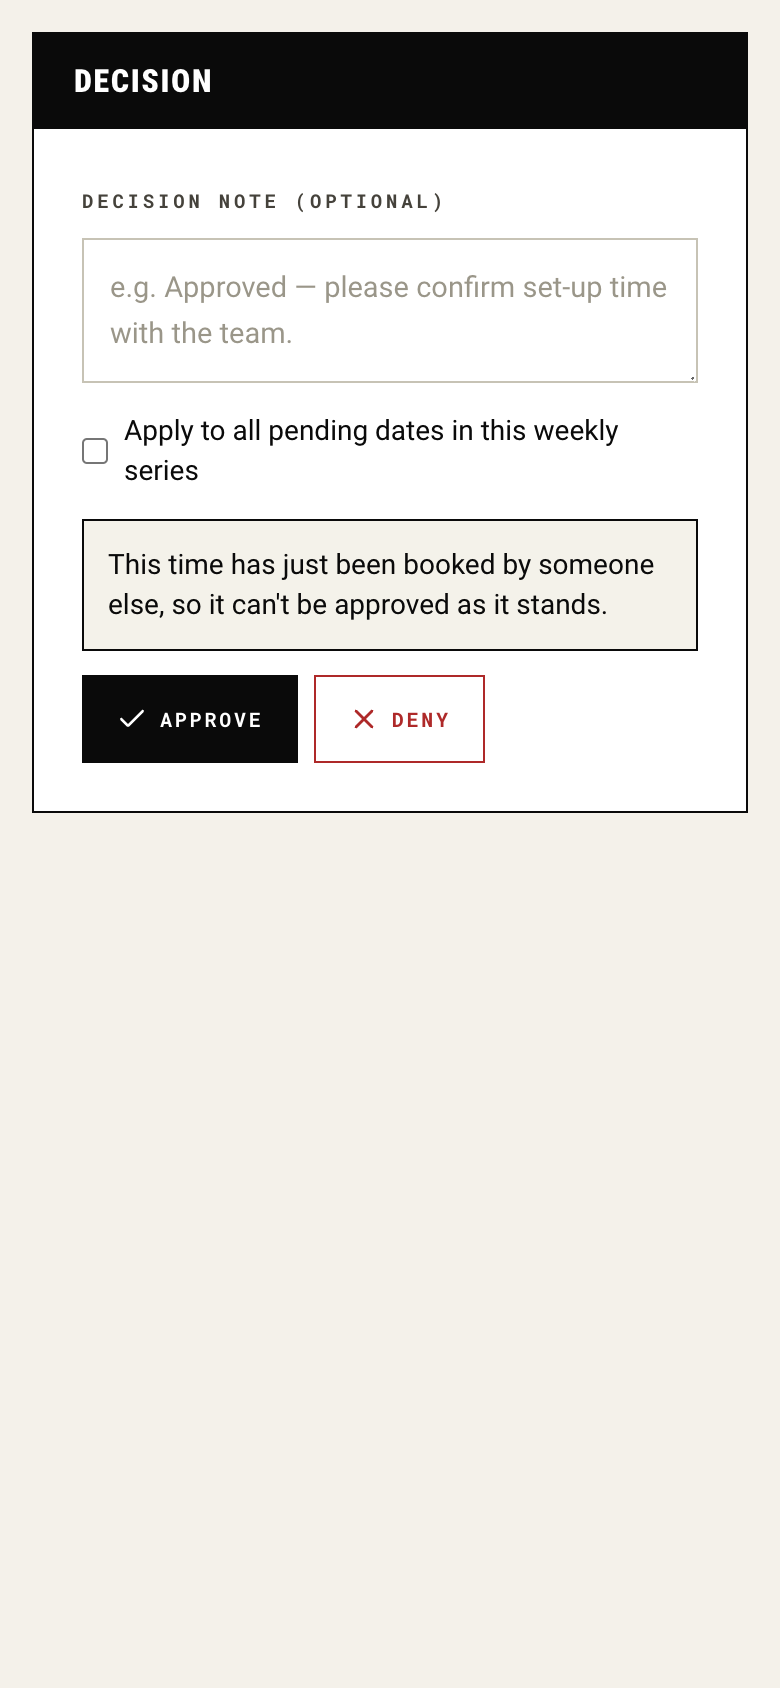 DECISION
DECISION NOTE (OPTIONAL)
e.g. Approved — please confirm set-up time
with the team.
Apply to all pending dates in this weekly
series
This time has just been booked by someone
else, so it can't be approved as it stands.
APPROVE
DENY